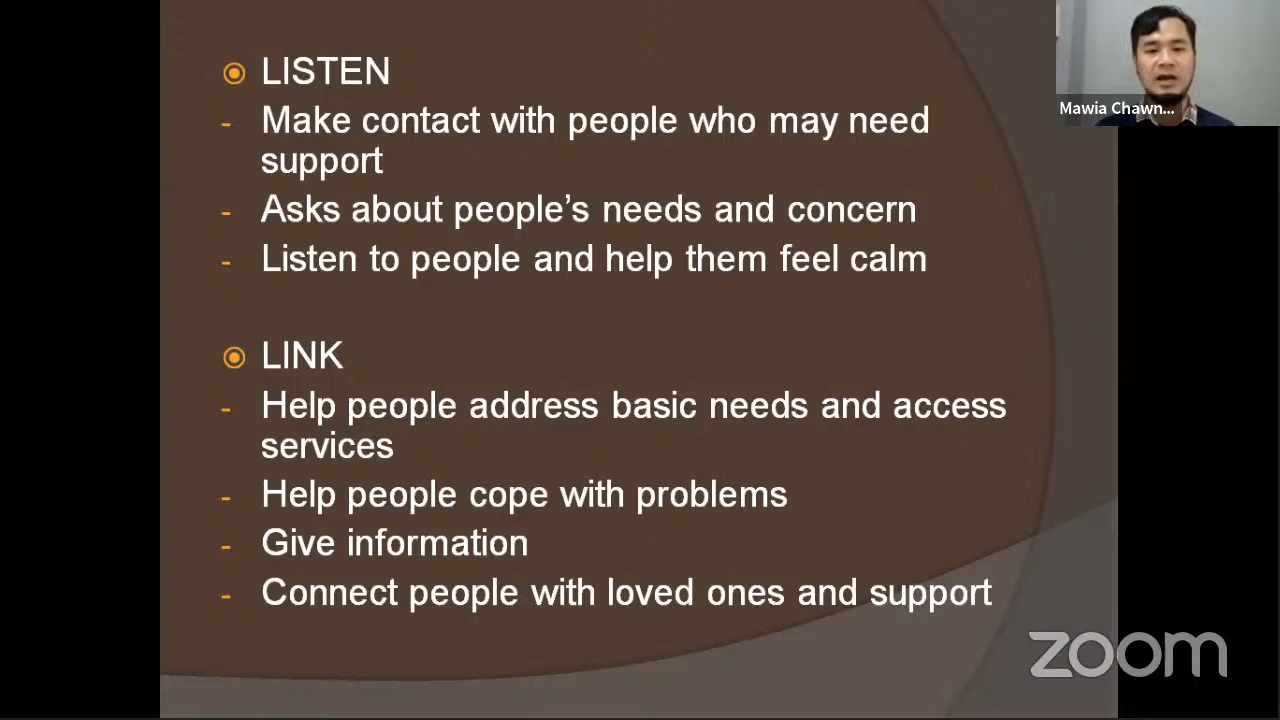 LISTEN
- Make contact with people who may need
support
- Asks about people's needs and concern
- Listen to people and help them feel calm
LINK
- Help people address basic needs and access
services
- Help people cope with problems
- Give information
- Connect people with loved ones and support
Mawia Chawn...
zoom